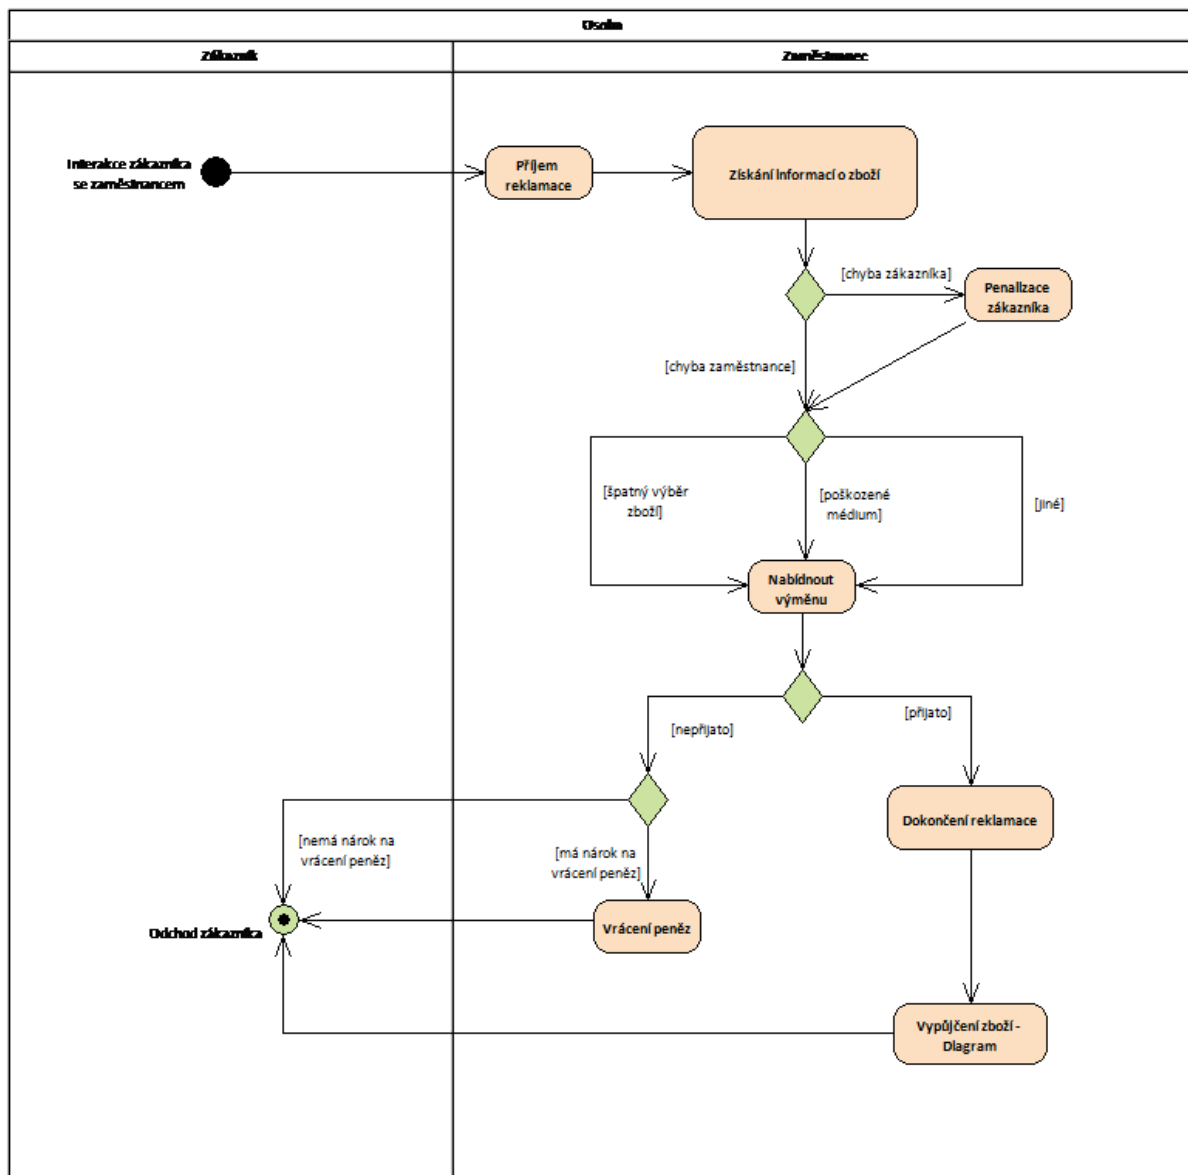 Osoba
Zákazník
Zaměstnanec
Interakce zákazníka
se zaměstnancem
Příjem
reklamace
Získání informací o zboží
[chyba zákazníka]
Penalizace
zákazníka
[chyba zaměstnance]
[špatný výběr
zboží]
[poškozené
médium]
[jiné]
Nabídnout
výměnu
[nepřijato]
[přijato]
Dokončení reklamace
[nemá nárok na
vrácení peněz]
[má nárok na
vrácení peněz]
Vrácení peněz
Odchod zákazníka
Vypůjčení zboží -
Diagram